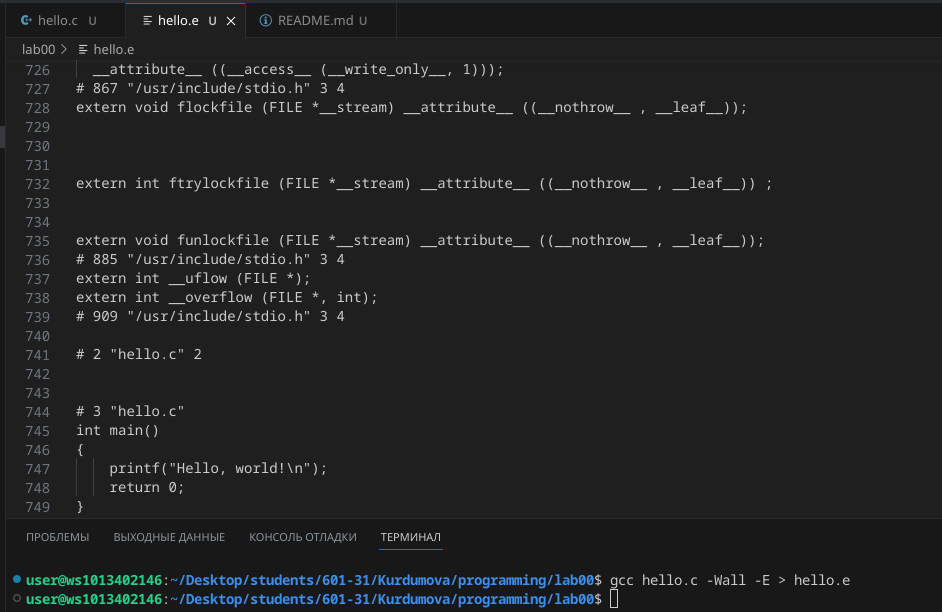 hello.c U hello.e U README.md U
lab00 > hello.e
726 __attribute__ ((__access__ (__write_only__, 1)));
727 # 867 "/usr/include/stdio.h" 3 4
728 extern void flockfile (FILE *__stream) __attribute__ ((__nothrow__ , __leaf__));
729
730
731
732 extern int ftrylockfile (FILE *__stream) __attribute__ ((__nothrow__ , __leaf__)) ;
733
734
735 extern void funlockfile (FILE *__stream) __attribute__ ((__nothrow__ , __leaf__));
736 # 885 "/usr/include/stdio.h" 3 4
737 extern int __uflow (FILE *);
738 extern int __overflow (FILE *, int);
739 # 909 "/usr/include/stdio.h" 3 4
740
741 # 2 "hello.c" 2
742
743
744 # 3 "hello.c"
745 int main()
746 {
747 printf("Hello, world!\n");
748 return 0;
749 }
ПРОБЛЕМЫ ВЫХОДНЫЕ ДАННЫЕ КОНСОЛЬ ОТЛАДКИ ТЕРМИНАЛ
user@ws1013402146:~/Desktop/students/601-31/Kurdumova/programming/lab00$ gcc hello.c -Wall -E > hello.e
user@ws1013402146:~/Desktop/students/601-31/Kurdumova/programming/lab00$